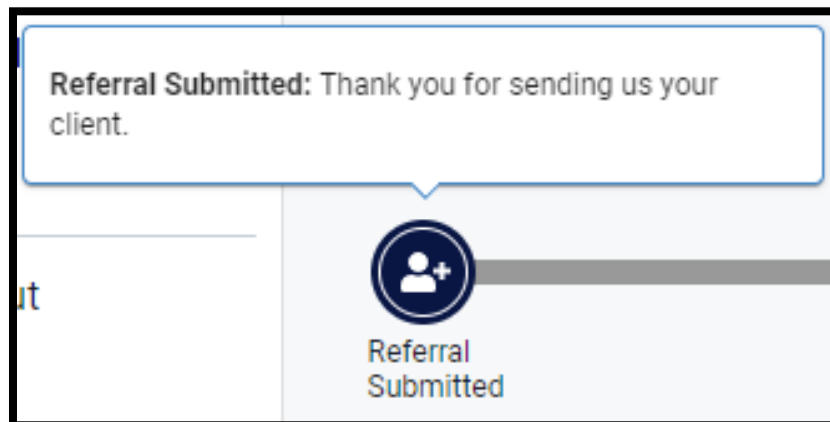 Referral Submitted: Thank you for sending us your
client.
Referral
Submitted